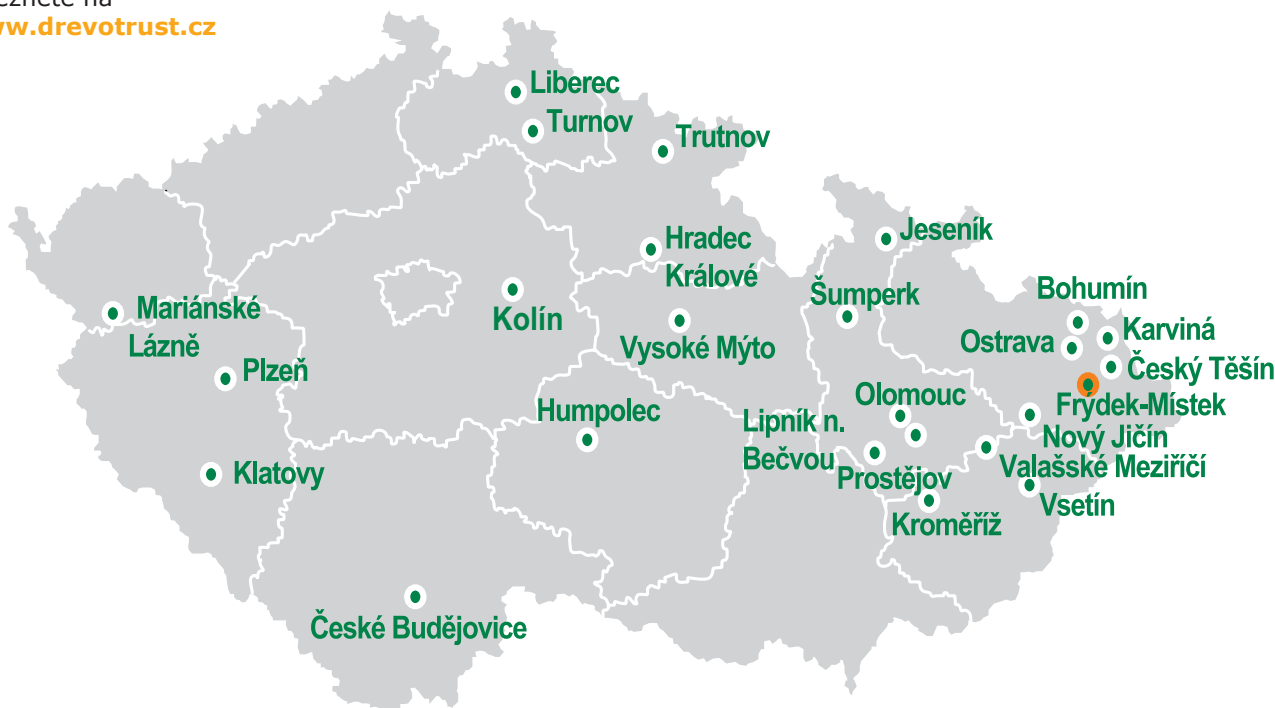 www.drevotrust.cz
Liberec
Turnov
Trutnov
Jeseník
Hradec
Králové
Bohumín
Šumperk
Mariánské
Lázně
Kolín
Karviná
Ostrava
Vysoké Mýto
Český Těšín
Plzeň
Olomouc
Frýdek-Místek
Humpolec
Lipník n.
Bečvou
Nový Jičín
Valašské Meziříčí
Klatovy
Prostějov
Vsetín
Kroměříž
České Budějovice